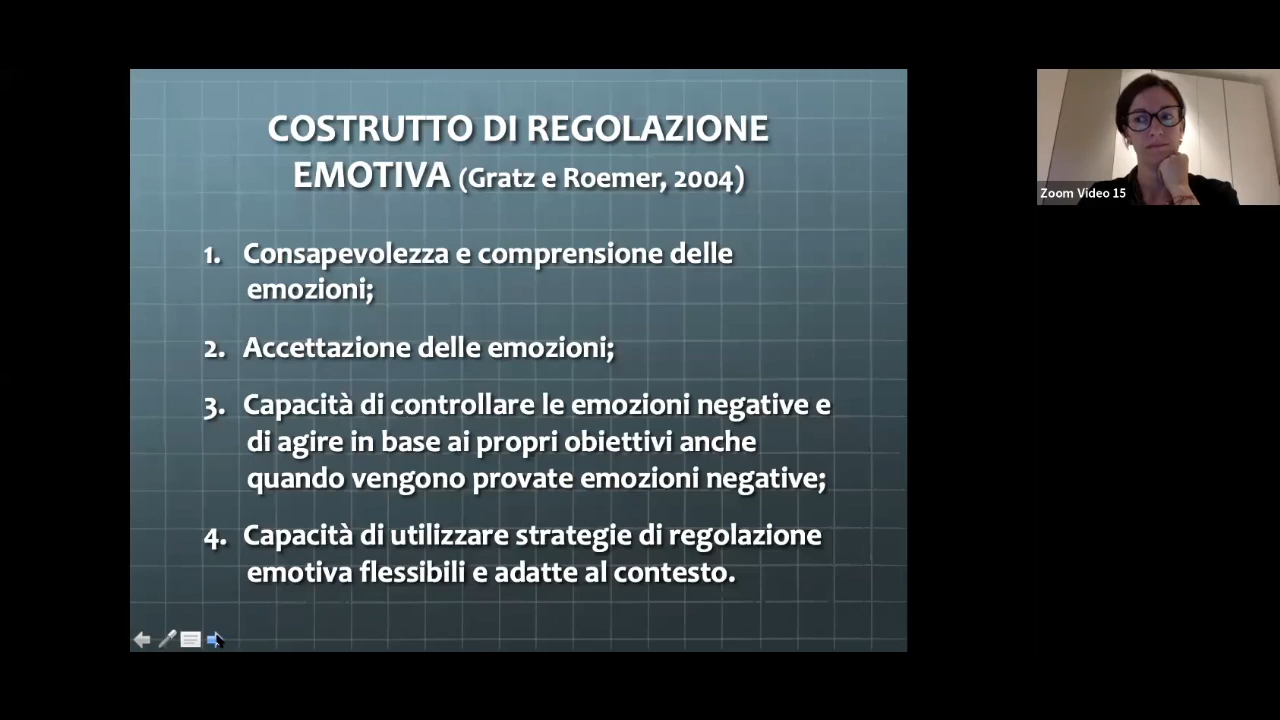 COSTRUTTO DI REGOLAZIONE
EMOTIVA (Gratz e Roemer, 2004)
1. Consapevolezza e comprensione delle
emozioni;
2. Accettazione delle emozioni;
3. Capacità di controllare le emozioni negative e
di agire in base ai propri obiettivi anche
quando vengono provate emozioni negative;
4. Capacità di utilizzare strategie di regolazione
emotiva flessibili e adatte al contesto.
Zoom Video 15